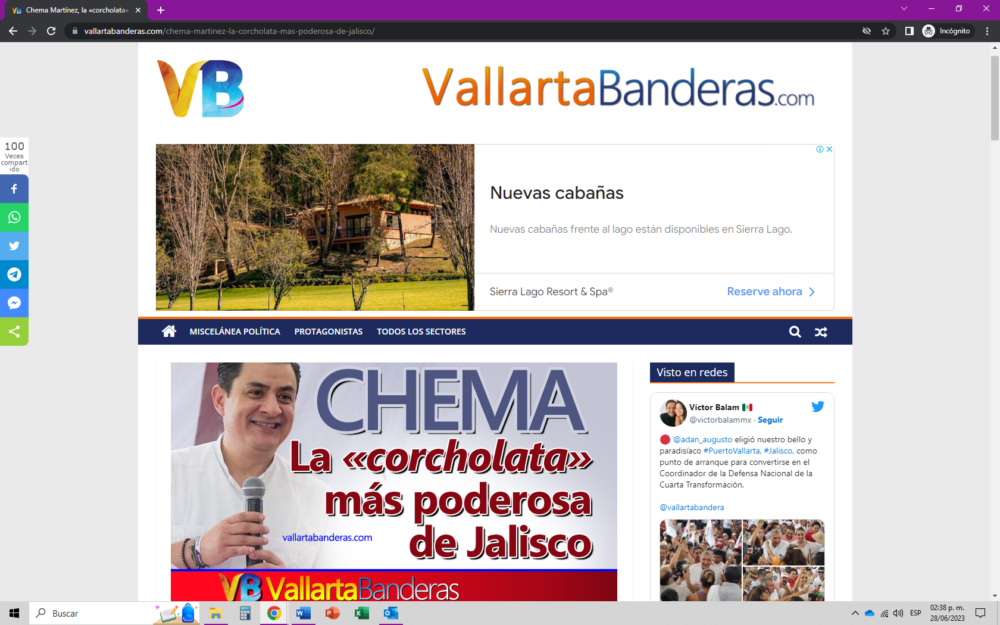 Chema Martínez, la «corcholata»
vallartabanderas.com/chema-martinez-la-corcholata-mas-poderosa-de-jalisco/
Incógnito
VB
VallartaBanderas.com
100
Veces
compart
ido
Nuevas cabañas
Nuevas cabañas frente al lago están disponibles en Sierra Lago.
Sierra Lago Resort & Spa®
Reserve ahora
MISCELÁNEA POLÍTICA
PROTAGONISTAS
TODOS LOS SECTORES
CHEMA
La «corcholata»
más poderosa
de Jalisco
vallartabanderas.com
VB VallartaBanderas
Visto en redes
Víctor Balam
@victorbalammx · Seguir
@adan_augusto eligió nuestro bello y
paradisíaco #PuertoVallarta, #Jalisco, como
punto de arranque para convertirse en el
Coordinador de la Defensa Nacional de la
Cuarta Transformación.
@vallartabandera
Buscar
ESP
02:38 p. m.
28/06/2023